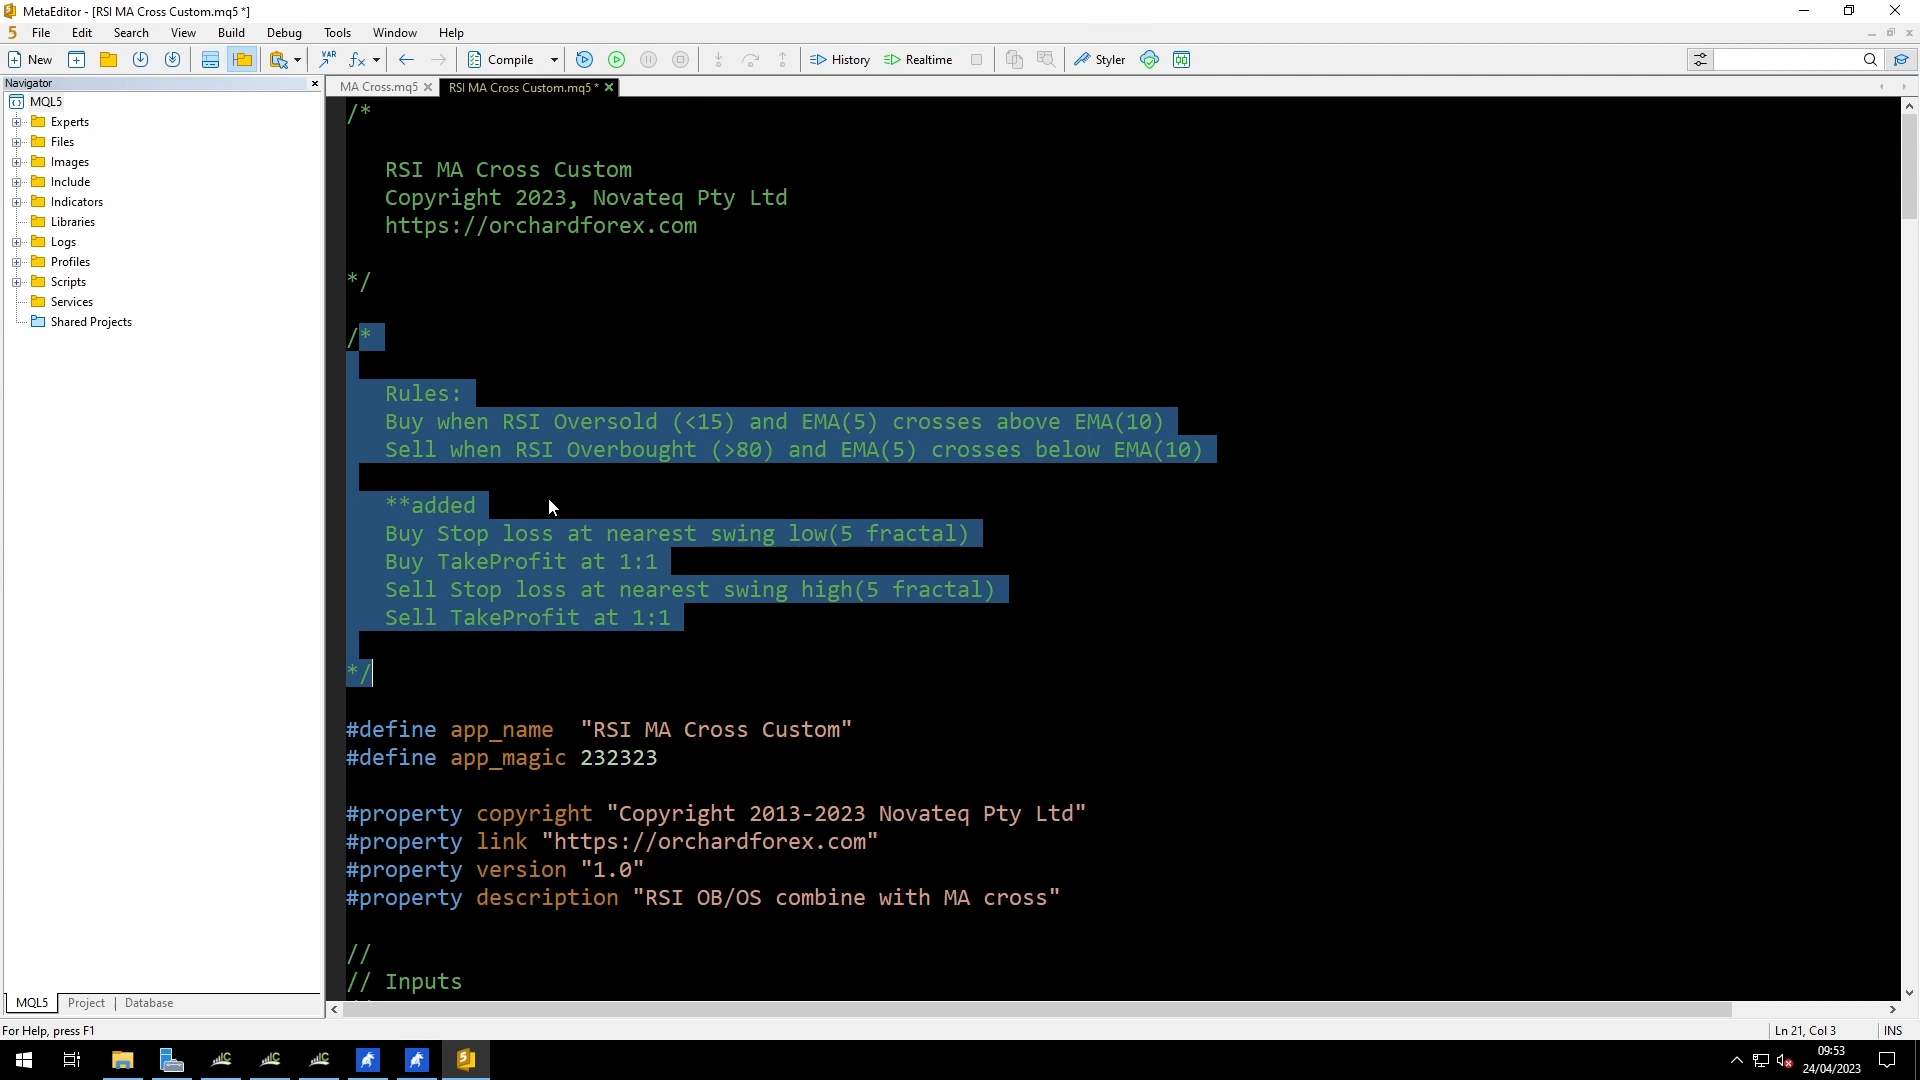 MetaEditor - [RSI MA Cross Custom.mq5 *]
File Edit Search View Build Debug Tools Window Help
New VAR fx Compile History Realtime Styler
Navigator
MA Cross.mq5 RSI MA Cross Custom.mq5 *
MQL5
Experts
Files
Images
Include
Indicators
Libraries
Logs
Profiles
Scripts
Services
Shared Projects
/*
RSI MA Cross Custom
Copyright 2023, Novateq Pty Ltd
https://orchardforex.com
*/
/*
Rules:
Buy when RSI Oversold (<15) and EMA(5) crosses above EMA(10)
Sell when RSI Overbought (>80) and EMA(5) crosses below EMA(10)
**added
Buy Stop loss at nearest swing low(5 fractal)
Buy TakeProfit at 1:1
Sell Stop loss at nearest swing high(5 fractal)
Sell TakeProfit at 1:1
*/
#define app_name "RSI MA Cross Custom"
#define app_magic 232323
#property copyright "Copyright 2013-2023 Novateq Pty Ltd"
#property link "https://orchardforex.com"
#property version "1.0"
#property description "RSI OB/OS combine with MA cross"
//
// Inputs
MQL5 Project Database
For Help, press F1
Ln 21, Col 3 INS
09:53
24/04/2023